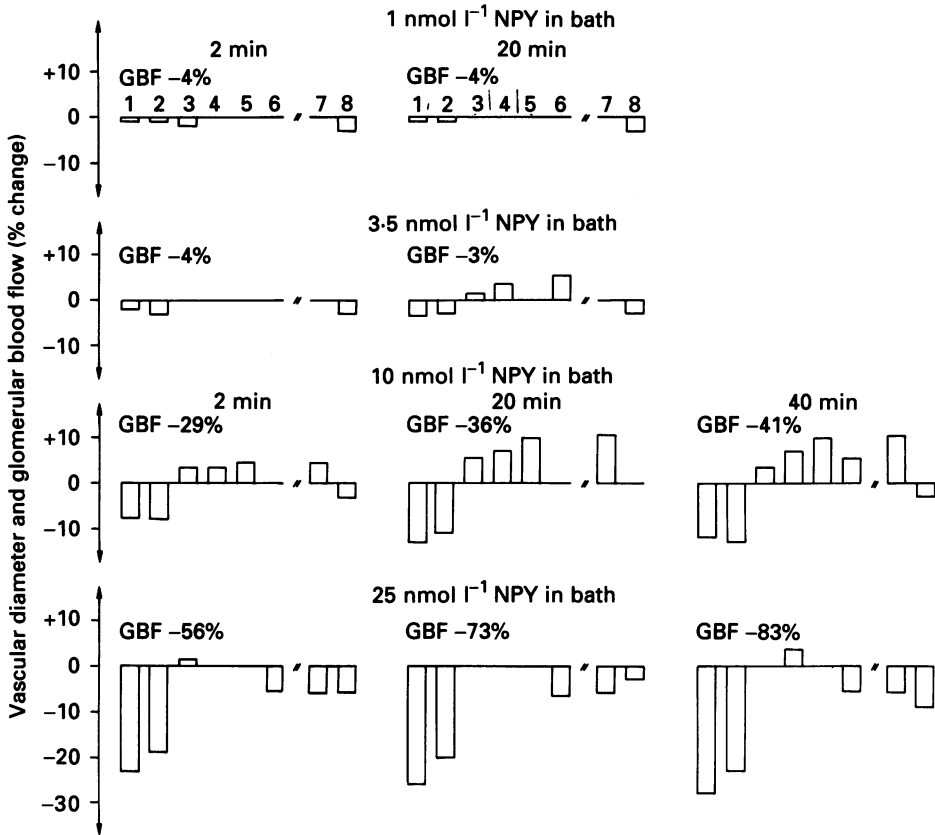 Vascular diameter and glomerular blood flow (% change)
1 nmol l⁻¹ NPY in bath
2 min 20 min
+10
GBF –4% GBF –4%
1 2 3 4 5 6 7 8 1 2 3 4 5 6 7 8
0
–10
3·5 nmol l⁻¹ NPY in bath
+10
GBF –4% GBF –3%
0
–10
10 nmol l⁻¹ NPY in bath
2 min 20 min 40 min
GBF –29% GBF –36% GBF –41%
+10
0
–10
25 nmol l⁻¹ NPY in bath
+10
GBF –56% GBF –73% GBF –83%
0
–10
–20
–30